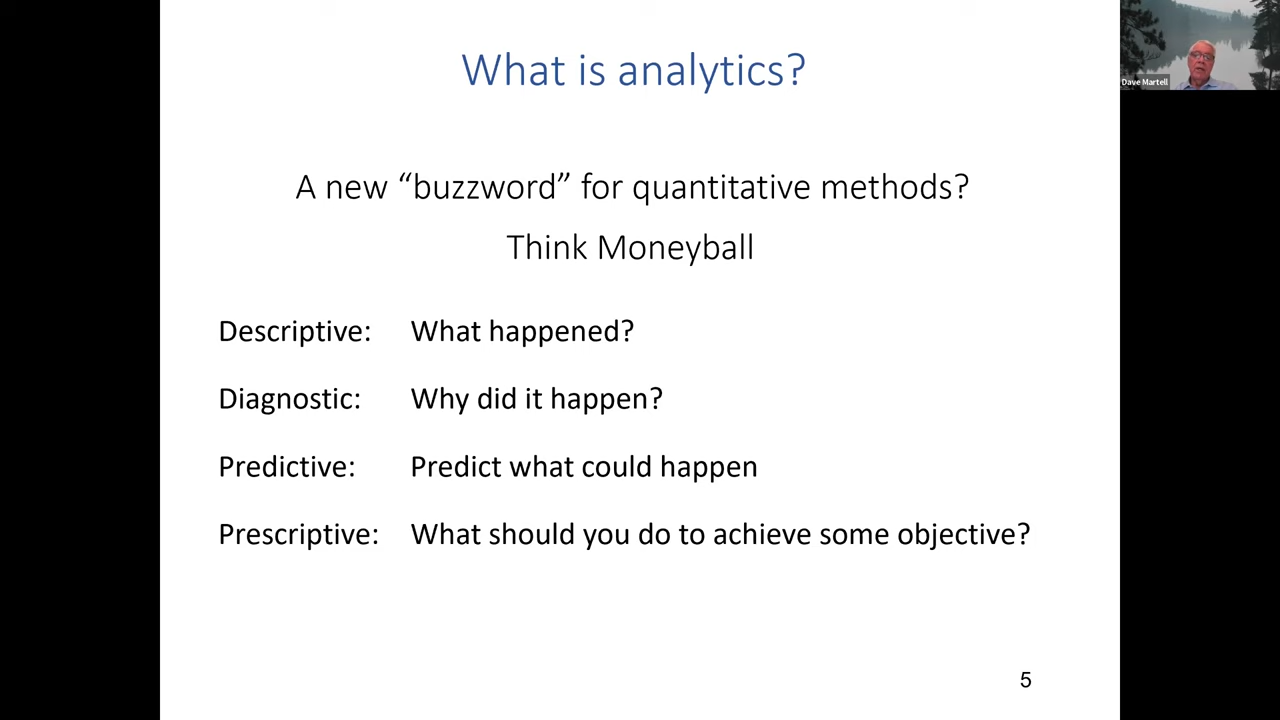 What is analytics?
Dave Martell
A new “buzzword” for quantitative methods?
Think Moneyball
Descriptive: What happened?
Diagnostic: Why did it happen?
Predictive: Predict what could happen
Prescriptive: What should you do to achieve some objective?
5